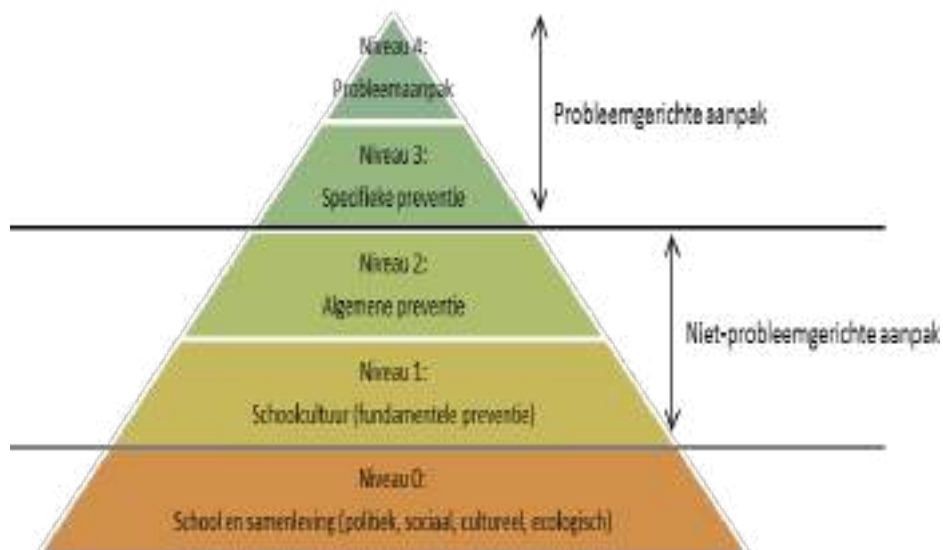 Niveau 4:
Probleemaanpak
Probleemgerichte aanpak
Niveau 3:
Specifieke preventie
Niveau 2:
Algemene preventie
Niet-probleemgerichte aanpak
Niveau 1:
Schoolcultuur (fundamentele preventie)
Niveau 0:
School en samenleving (politiek, sociaal, cultureel, ecologisch)